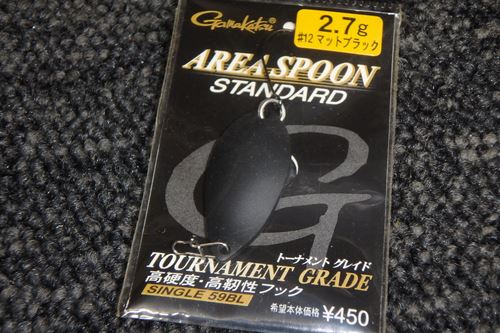 Gamakatsu
2.7g
#12 マットブラック
AREA SPOON
STANDARD
G
トーナメント グレイド
TOURNAMENT GRADE
高硬度・高靭性フック
SINGLE 59BL
希望本体価格 ¥450